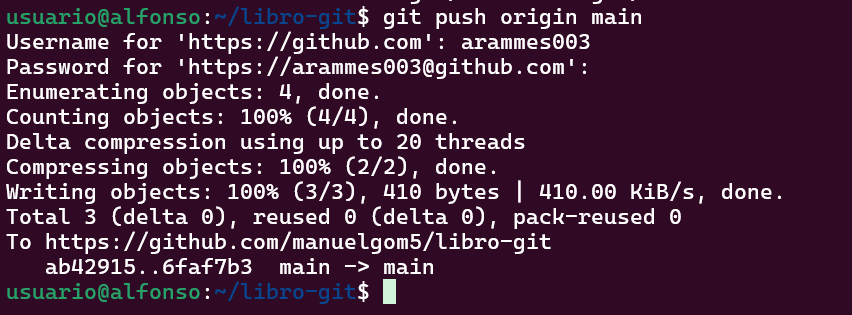 usuario@alfonso:~/libro-git$ git push origin main
Username for 'https://github.com': arammes003
Password for 'https://arammes003@github.com':
Enumerating objects: 4, done.
Counting objects: 100% (4/4), done.
Delta compression using up to 20 threads
Compressing objects: 100% (2/2), done.
Writing objects: 100% (3/3), 410 bytes | 410.00 KiB/s, done.
Total 3 (delta 0), reused 0 (delta 0), pack-reused 0
To https://github.com/manuelgom5/libro-git
   ab42915..6faf7b3  main -> main
usuario@alfonso:~/libro-git$